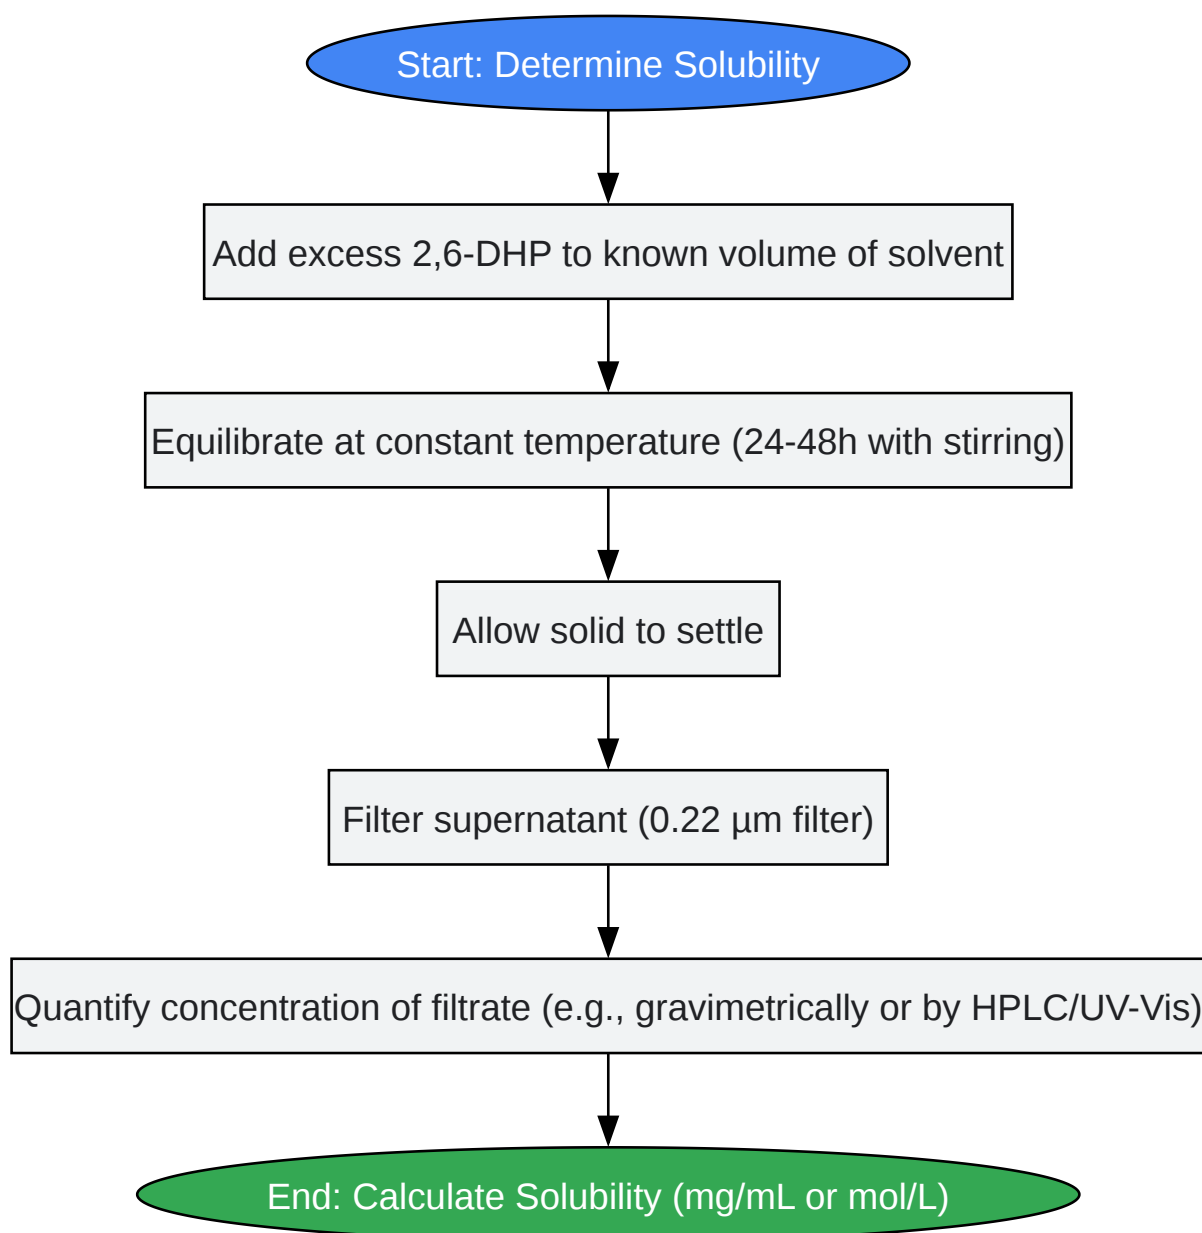 Start: Determine Solubility
Add excess 2,6-DHP to known volume of solvent
Equilibrate at constant temperature (24-48h with stirring)
Allow solid to settle
Filter supernatant (0.22 µm filter)
Quantify concentration of filtrate (e.g., gravimetrically or by HPLC/UV-Vis)
End: Calculate Solubility (mg/mL or mol/L)